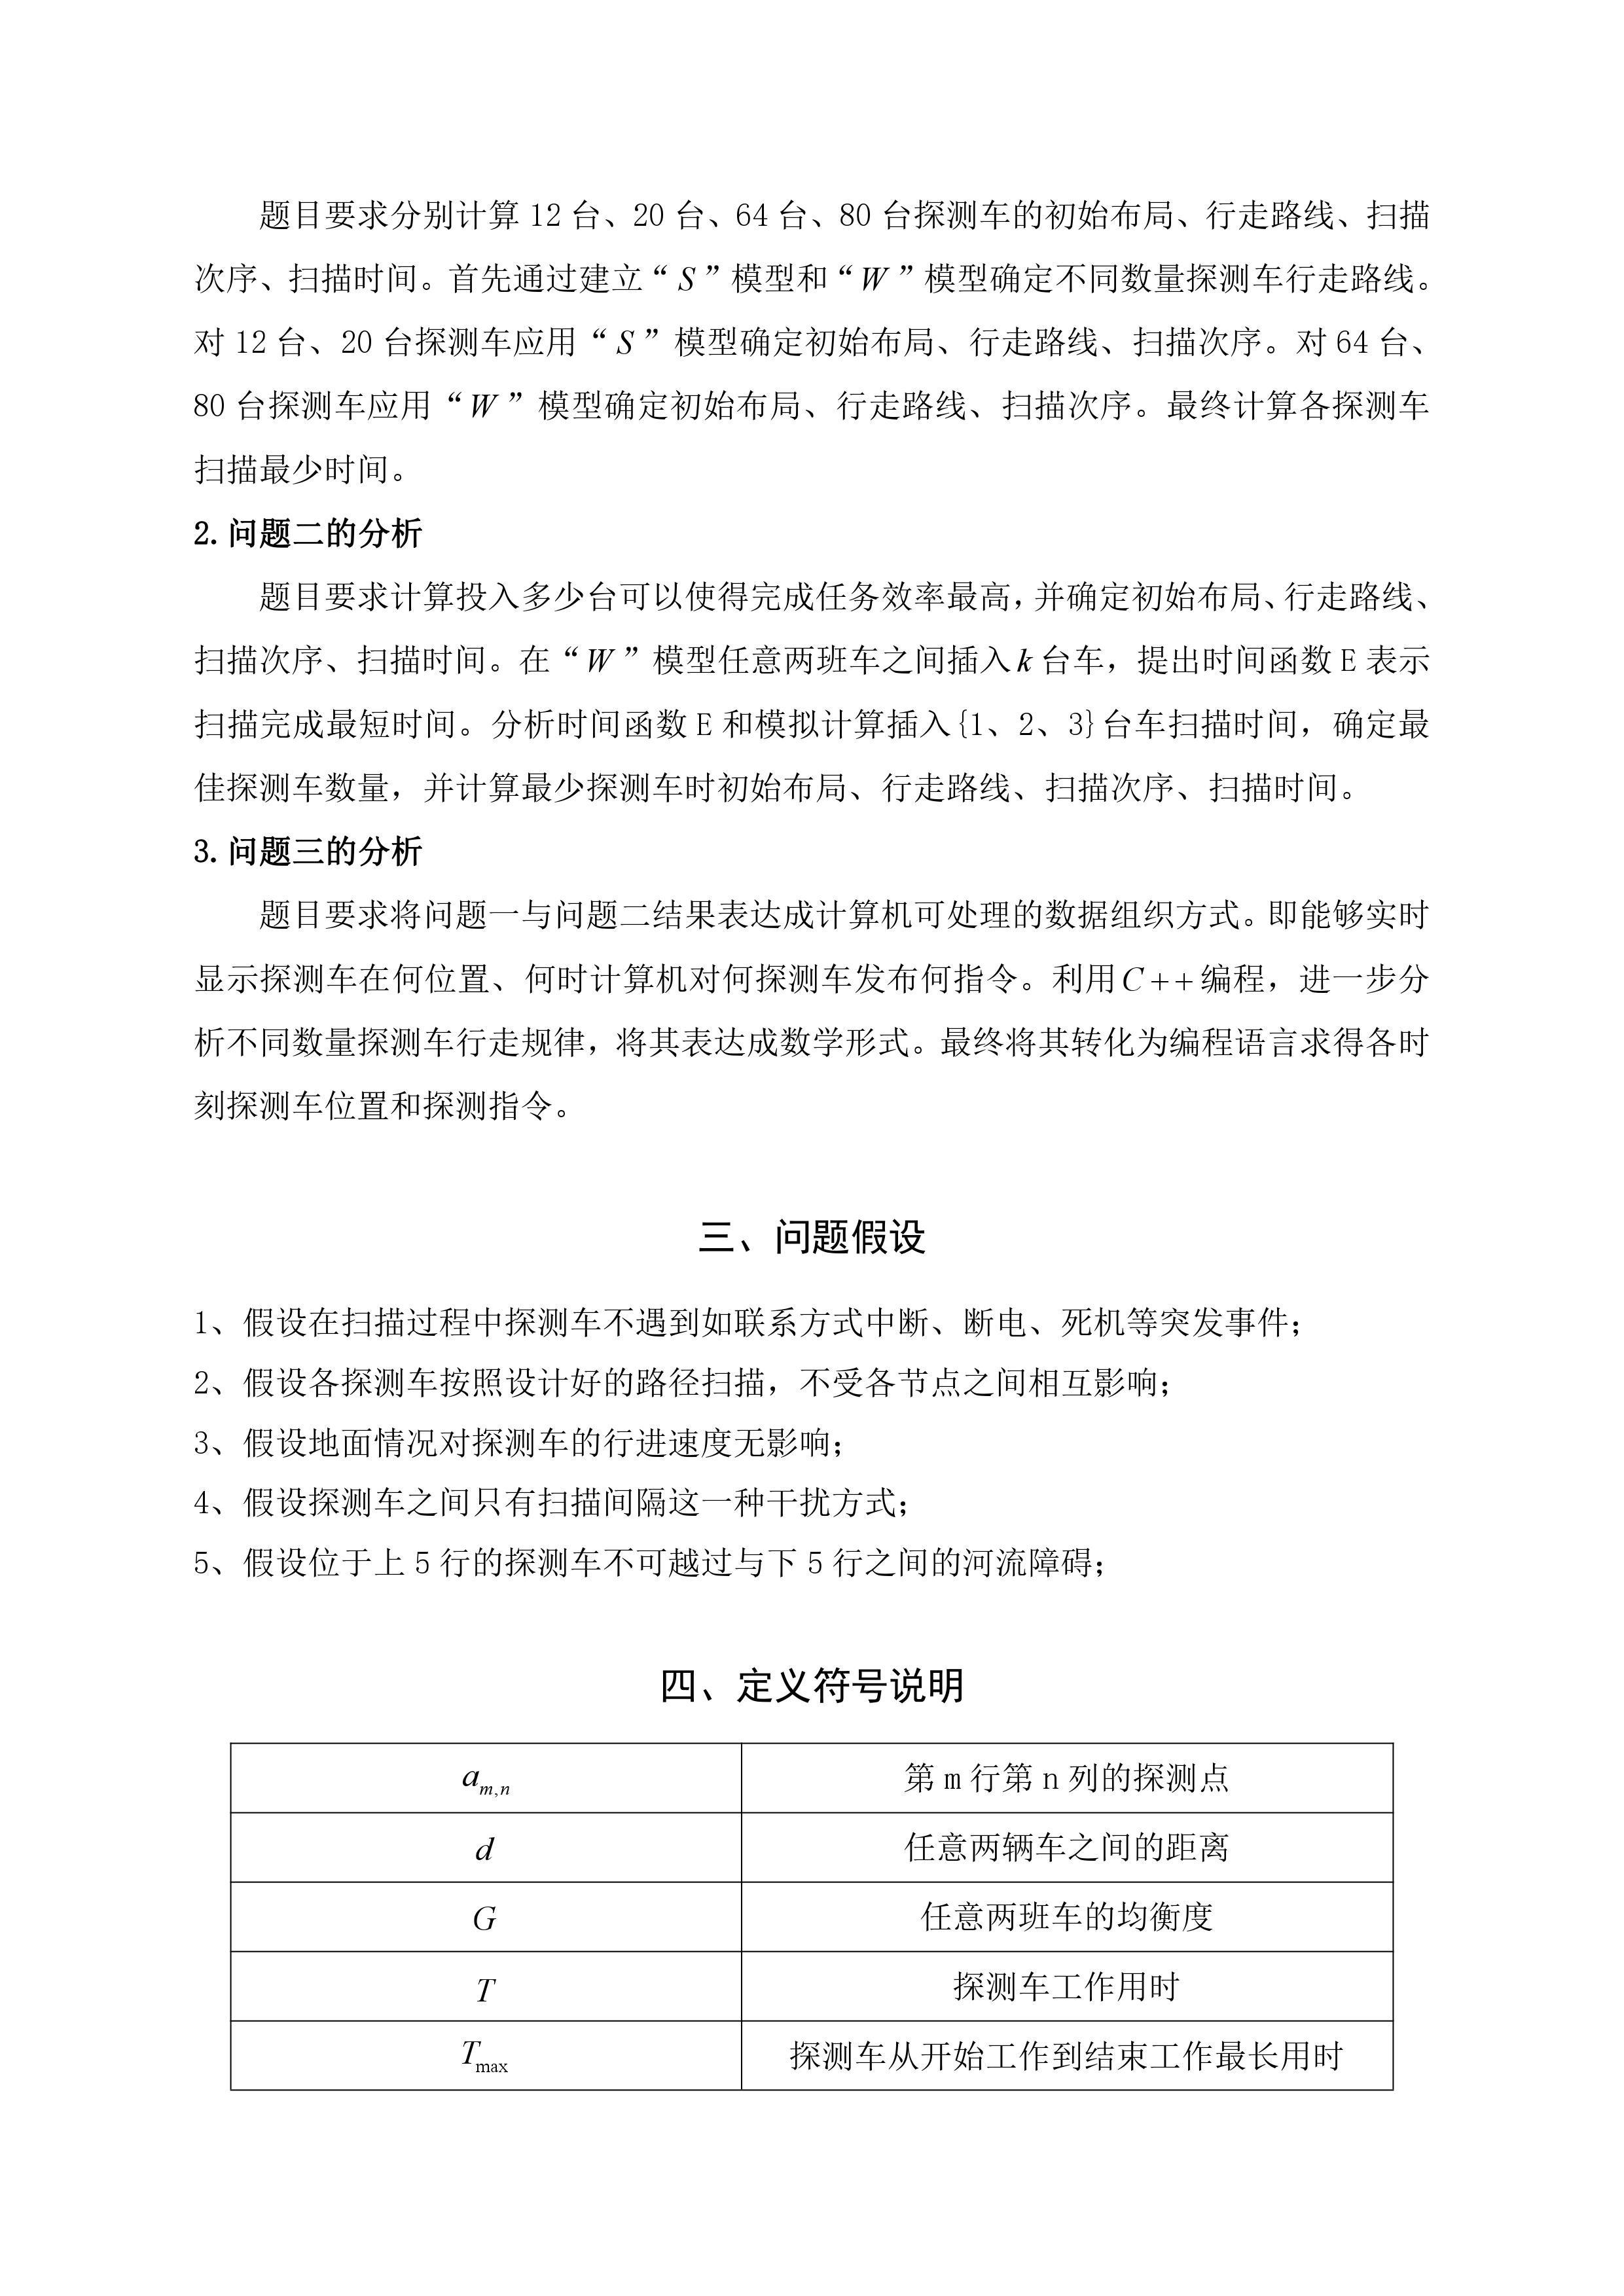 题目要求分别计算 12 台、20 台、64 台、80 台探测车的初始布局、行走路线、扫描
次序、扫描时间。首先通过建立“S”模型和“W”模型确定不同数量探测车行走路线。
对 12 台、20 台探测车应用“S”模型确定初始布局、行走路线、扫描次序。对 64 台、
80 台探测车应用“W”模型确定初始布局、行走路线、扫描次序。最终计算各探测车
扫描最少时间。
2.问题二的分析
题目要求计算投入多少台可以使得完成任务效率最高，并确定初始布局、行走路线、
扫描次序、扫描时间。在“W”模型任意两班车之间插入k台车，提出时间函数 E 表示
扫描完成最短时间。分析时间函数 E 和模拟计算插入{1、2、3}台车扫描时间，确定最
佳探测车数量，并计算最少探测车时初始布局、行走路线、扫描次序、扫描时间。
3.问题三的分析
题目要求将问题一与问题二结果表达成计算机可处理的数据组织方式。即能够实时
显示探测车在何位置、何时计算机对何探测车发布何指令。利用C++编程，进一步分
析不同数量探测车行走规律，将其表达成数学形式。最终将其转化为编程语言求得各时
刻探测车位置和探测指令。
三、问题假设
1、假设在扫描过程中探测车不遇到如联系方式中断、断电、死机等突发事件；
2、假设各探测车按照设计好的路径扫描，不受各节点之间相互影响；
3、假设地面情况对探测车的行进速度无影响；
4、假设探测车之间只有扫描间隔这一种干扰方式；
5、假设位于上 5 行的探测车不可越过与下 5 行之间的河流障碍；
四、定义符号说明
a_{m,n} 第 m 行第 n 列的探测点
d 任意两辆车之间的距离
G 任意两班车的均衡度
T 探测车工作用时
T_{max} 探测车从开始工作到结束工作最长用时